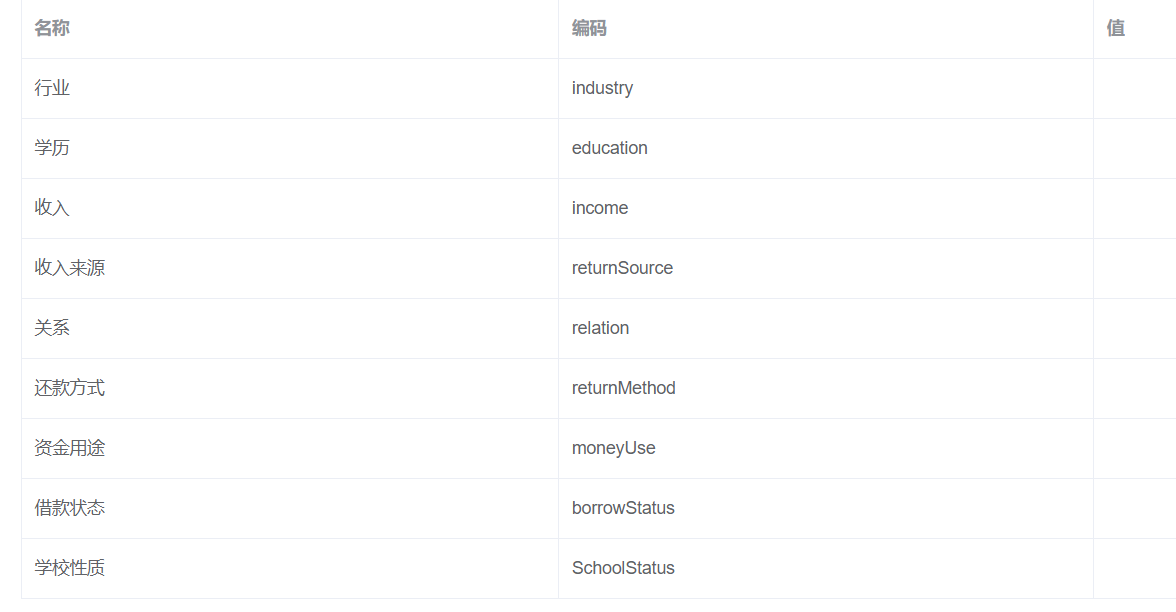 名称 编码 值
行业 industry
学历 education
收入 income
收入来源 returnSource
关系 relation
还款方式 returnMethod
资金用途 moneyUse
借款状态 borrowStatus
学校性质 SchoolStatus